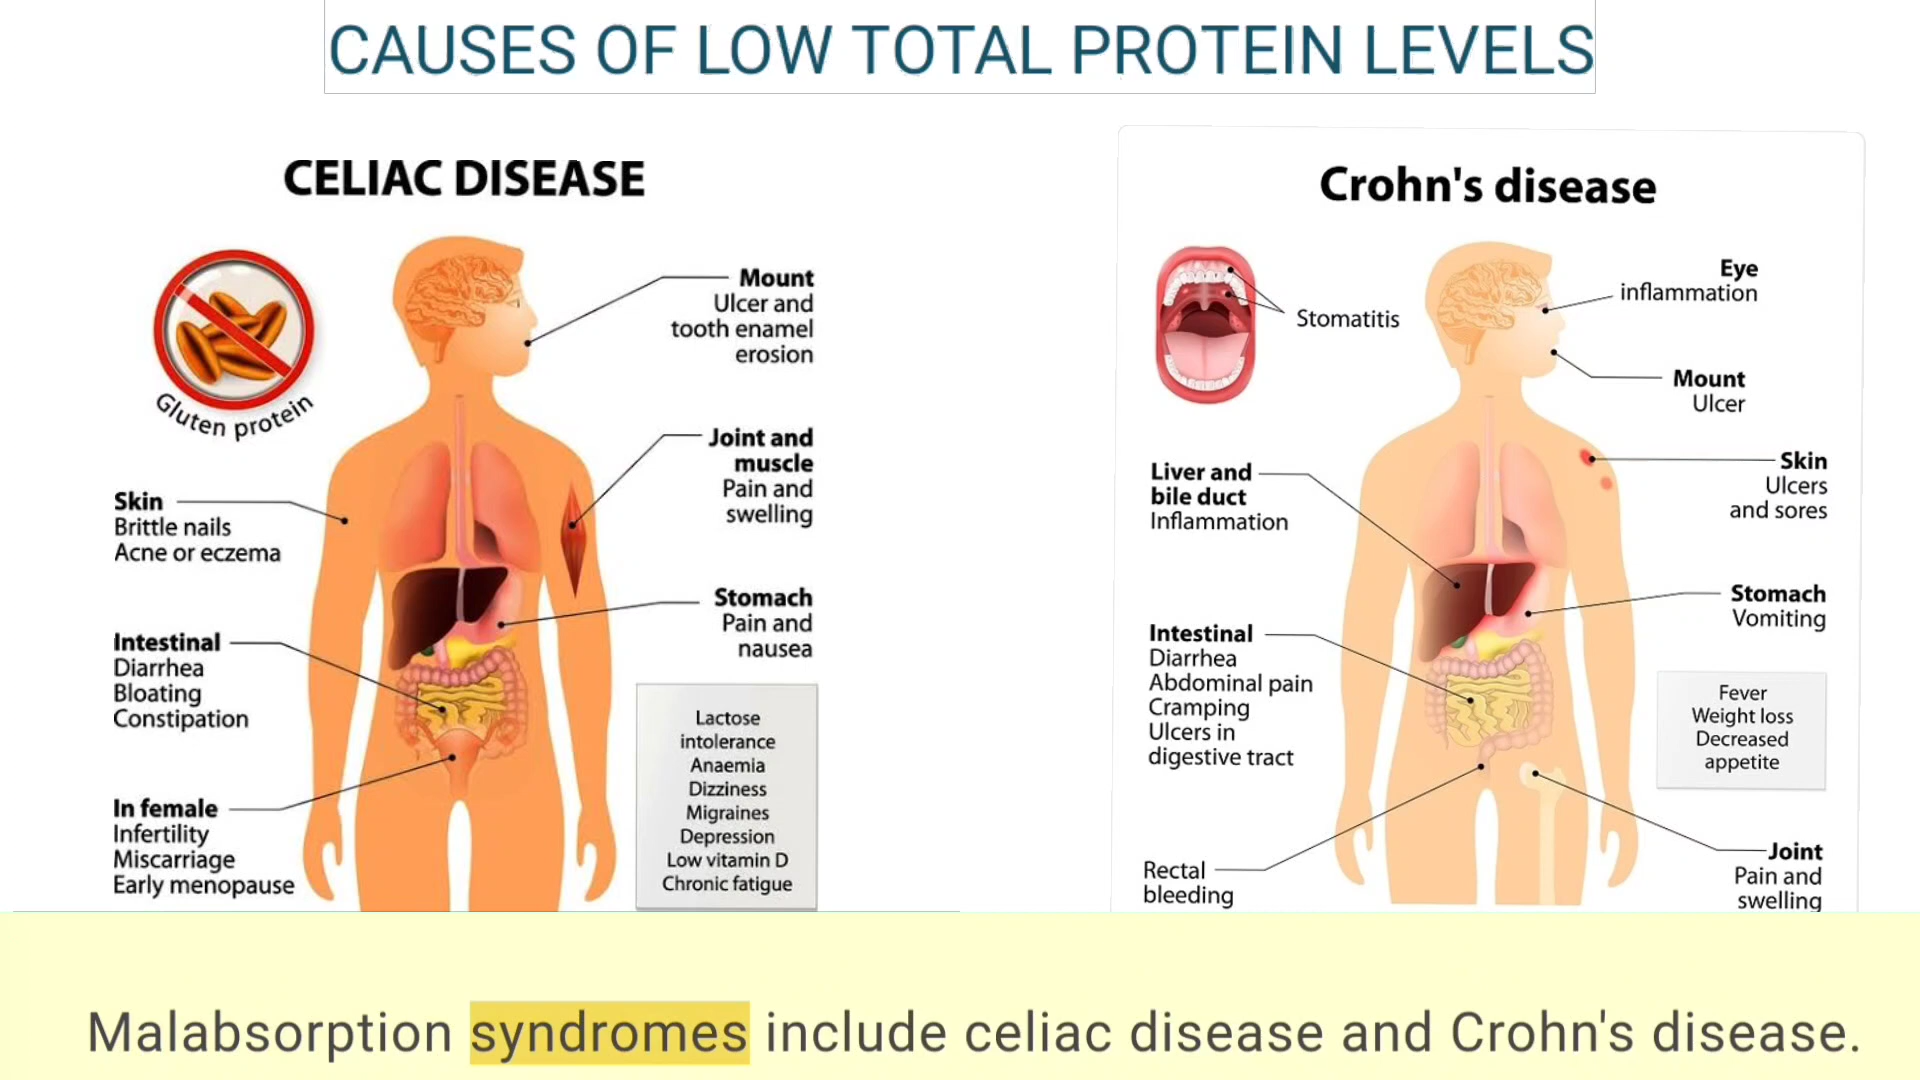 CAUSES OF LOW TOTAL PROTEIN LEVELS
CELIAC DISEASE
Gluten protein
Mount
Ulcer and
tooth enamel
erosion
Joint and
muscle
Pain and
swelling
Skin
Brittle nails
Acne or eczema
Stomach
Pain and
nausea
Intestinal
Diarrhea
Bloating
Constipation
In female
Infertility
Miscarriage
Early menopause
Lactose
intolerance
Anaemia
Dizziness
Migraines
Depression
Low vitamin D
Chronic fatigue
Crohn's disease
Stomatitis
Eye
inflammation
Mount
Ulcer
Liver and
bile duct
Inflammation
Skin
Ulcers
and sores
Stomach
Vomiting
Intestinal
Diarrhea
Abdominal pain
Cramping
Ulcers in
digestive tract
Fever
Weight loss
Decreased
appetite
Rectal
bleeding
Joint
Pain and
swelling
Malabsorption syndromes include celiac disease and Crohn's disease.